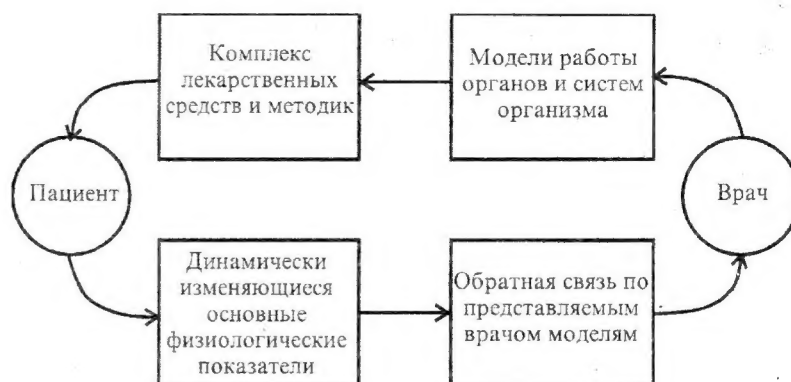 Комплекс
лекарственных
средств и методик
Модели работы
органов и систем
организма
Пациент
Врач
Динамически
изменяющиеся
основные
физиологические
показатели
Обратная связь по
представляемым
врачом моделям